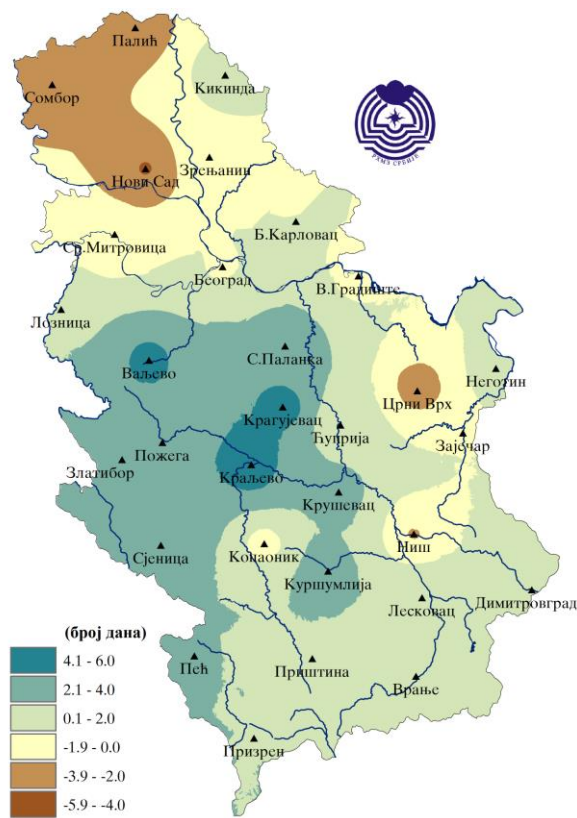 Палић
Сомбор
Кикинда
РХМЗ СРБИЈЕ
Зрењанин
Нови Сад
Б.Карловац
Ср.Митровица
Београд
В.Градиште
Лозница
С.Паланка
Ваљево
Неготин
Црни Врх
Крагујевац
Ћуприја
Зајечар
Пожега
Златибор
Краљево
Крушевац
Ниш
Копаоник
Сјеница
Куршумлија
Димитровград
Лесковац
(број дана)
4.1 - 6.0
2.1 - 4.0
0.1 - 2.0
-1.9 - 0.0
-3.9 - -2.0
-5.9 - -4.0
Пећ
Приштина
Врање
Призрен